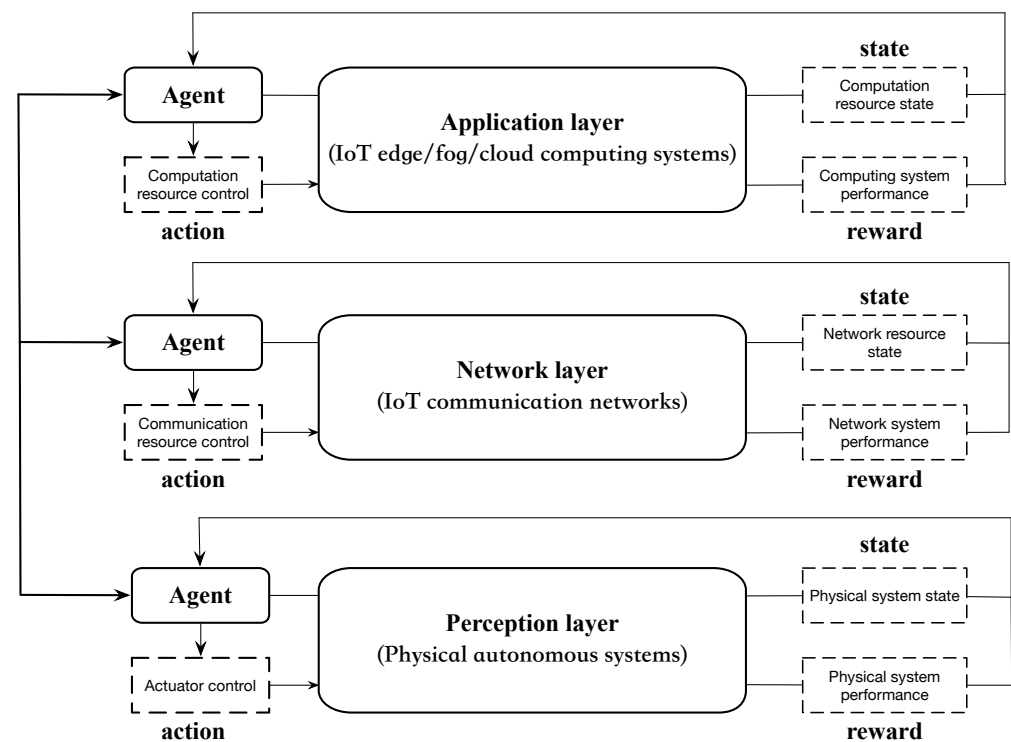 state
Agent
Application layer
(IoT edge/fog/cloud computing systems)
Computation
resource state
Computation
resource control
action
Computing system
performance
reward
state
Agent
Network layer
(IoT communication networks)
Network resource
state
Communication
resource control
action
Network system
performance
reward
state
Agent
Perception layer
(Physical autonomous systems)
Physical system state
Actuator control
action
Physical system
performance
reward